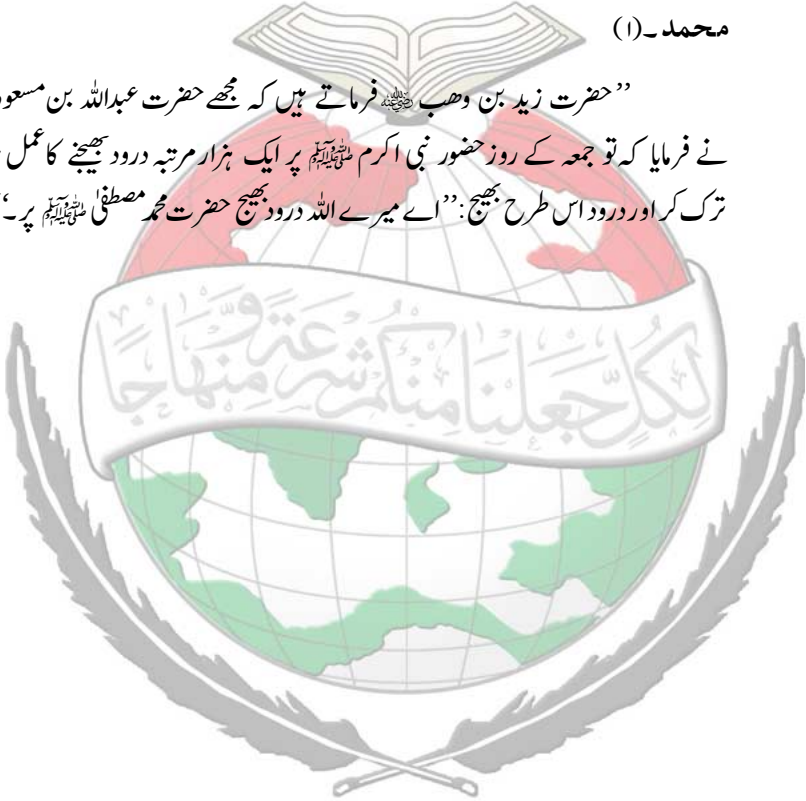 محمد۔(۱)
’’حضرت زید بن وھب رضی اللہ عنہ فرماتے ہیں کہ مجھے حضرت عبداللہ بن مسعود
نے فرمایا کہ تو جمعہ کے روز حضور نبی اکرم ﷺ پر ایک ہزار مرتبہ درود بھیجنے کا عمل
ترک کر اور درود اس طرح بھیج: ’’اے میرے اللہ درود بھیج حضرت محمد مصطفیٰ ﷺ پر۔‘‘
لِكُلٍّ جَعَلْنَا مِنْكُمْ شِرْعَةً وَّمِنْهَاجًا